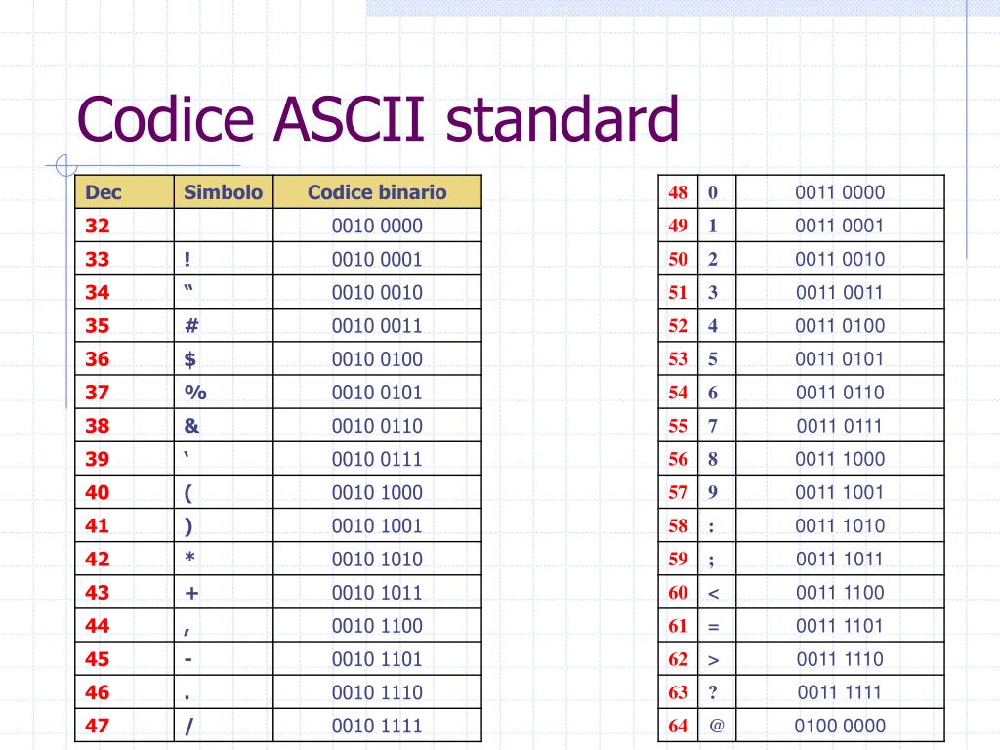 Codice ASCII standard
Dec Simbolo Codice binario
32 0010 0000
33 ! 0010 0001
34 “ 0010 0010
35 # 0010 0011
36 $ 0010 0100
37 % 0010 0101
38 & 0010 0110
39 ‘ 0010 0111
40 ( 0010 1000
41 ) 0010 1001
42 * 0010 1010
43 + 0010 1011
44 , 0010 1100
45 - 0010 1101
46 . 0010 1110
47 / 0010 1111
48 0 0011 0000
49 1 0011 0001
50 2 0011 0010
51 3 0011 0011
52 4 0011 0100
53 5 0011 0101
54 6 0011 0110
55 7 0011 0111
56 8 0011 1000
57 9 0011 1001
58 : 0011 1010
59 ; 0011 1011
60 < 0011 1100
61 = 0011 1101
62 > 0011 1110
63 ? 0011 1111
64 @ 0100 0000